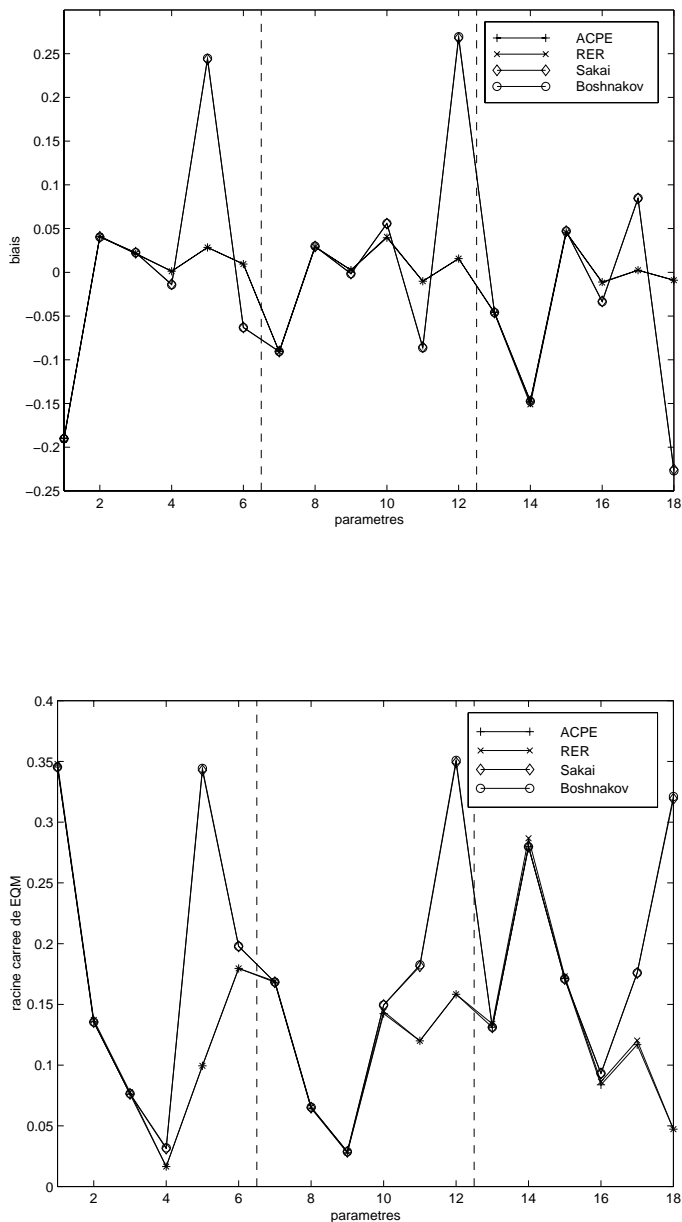 0.25
0.2
0.15
0.1
0.05
0
−0.05
−0.1
−0.15
−0.2
−0.25
biais
2 4 6 8 10 12 14 16 18
parametres
ACPE
RER
Sakai
Boshnakov
0.4
0.35
0.3
0.25
0.2
0.15
0.1
0.05
0
racine carree de EQM
2 4 6 8 10 12 14 16 18
parametres
ACPE
RER
Sakai
Boshnakov